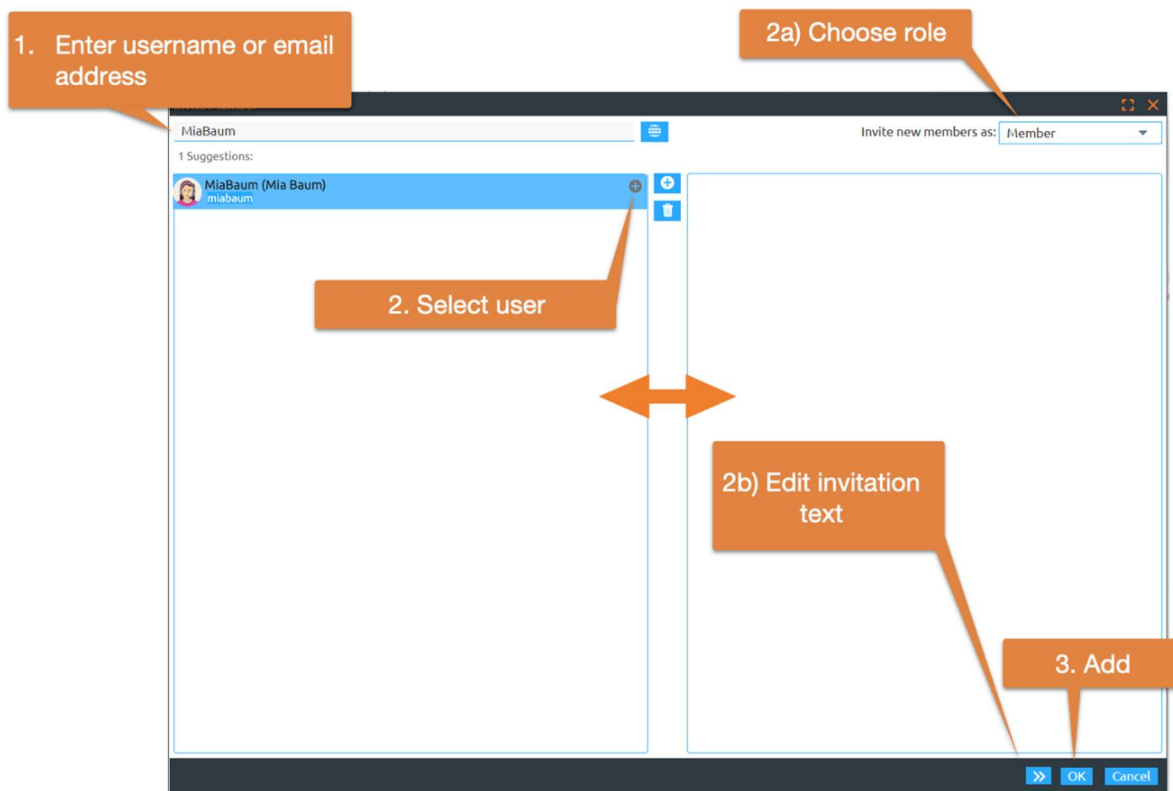 1. Enter username or email
address
2a) Choose role
MiaBaum
Invite new members as: Member
1 Suggestions:
MiaBaum (Mia Baum)
miabaum
2. Select user
2b) Edit invitation
text
3. Add
OK
Cancel